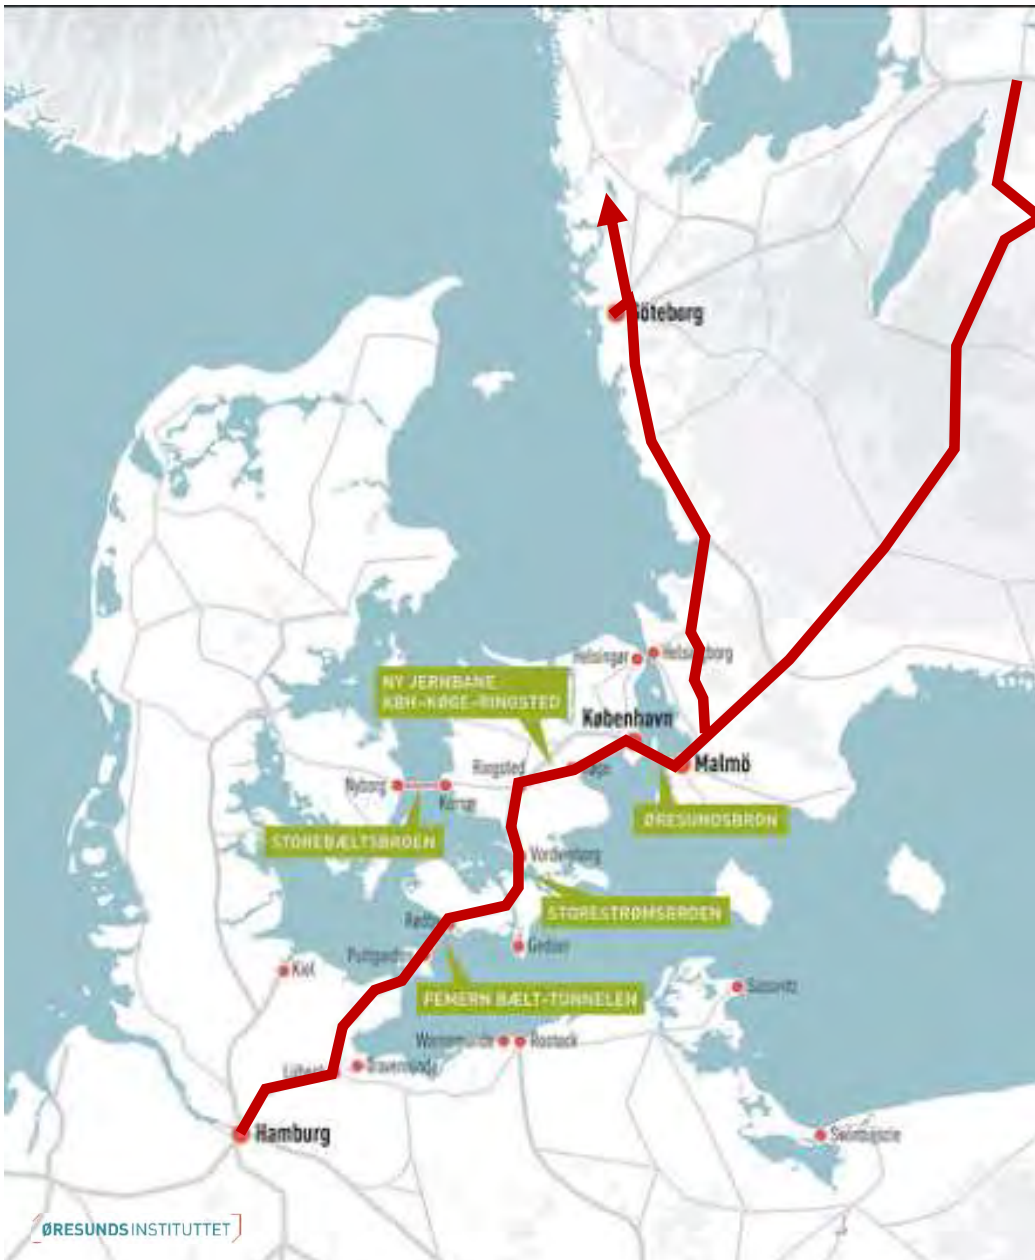 Göteborg
Helsingør
Helsingborg
NY JERNBANE
KBH-KØGE-RINGSTED
København
Ringsted
Køge
Malmö
Nyborg
Korsør
ØRESUNDSBRON
STOREBÆLTSBROEN
Vordingborg
STORESTRØMSBROEN
Rødby
Gedser
Puttgarden
Kiel
Sassnitz
FEMERN BÆLT-TUNNELEN
Warnemünde
Rostock
Lübeck
Travemünde
Hamburg
Swinoujscie
ØRESUNDSINSTITUTTET